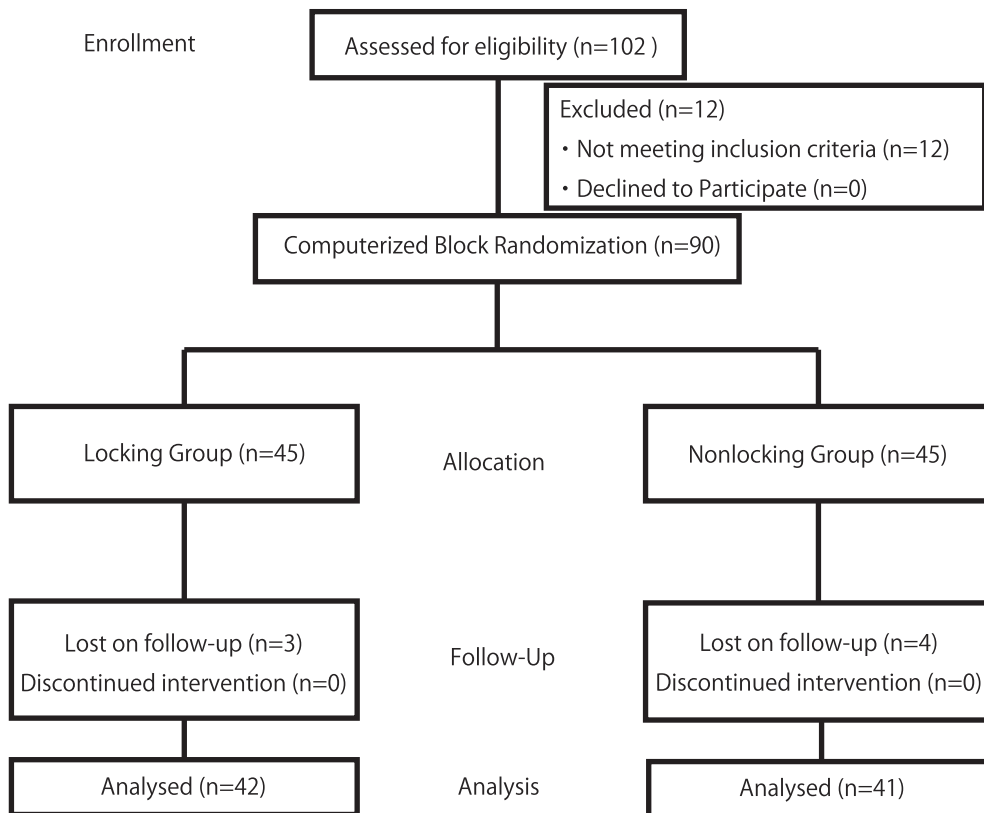 Enrollment
Assessed for eligibility (n=102 )
Excluded (n=12)
・Not meeting inclusion criteria (n=12)
・Declined to Participate (n=0)
Computerized Block Randomization (n=90)
Locking Group (n=45)
Allocation
Nonlocking Group (n=45)
Lost on follow-up (n=3)
Discontinued intervention (n=0)
Follow-Up
Lost on follow-up (n=4)
Discontinued intervention (n=0)
Analysed (n=42)
Analysis
Analysed (n=41)